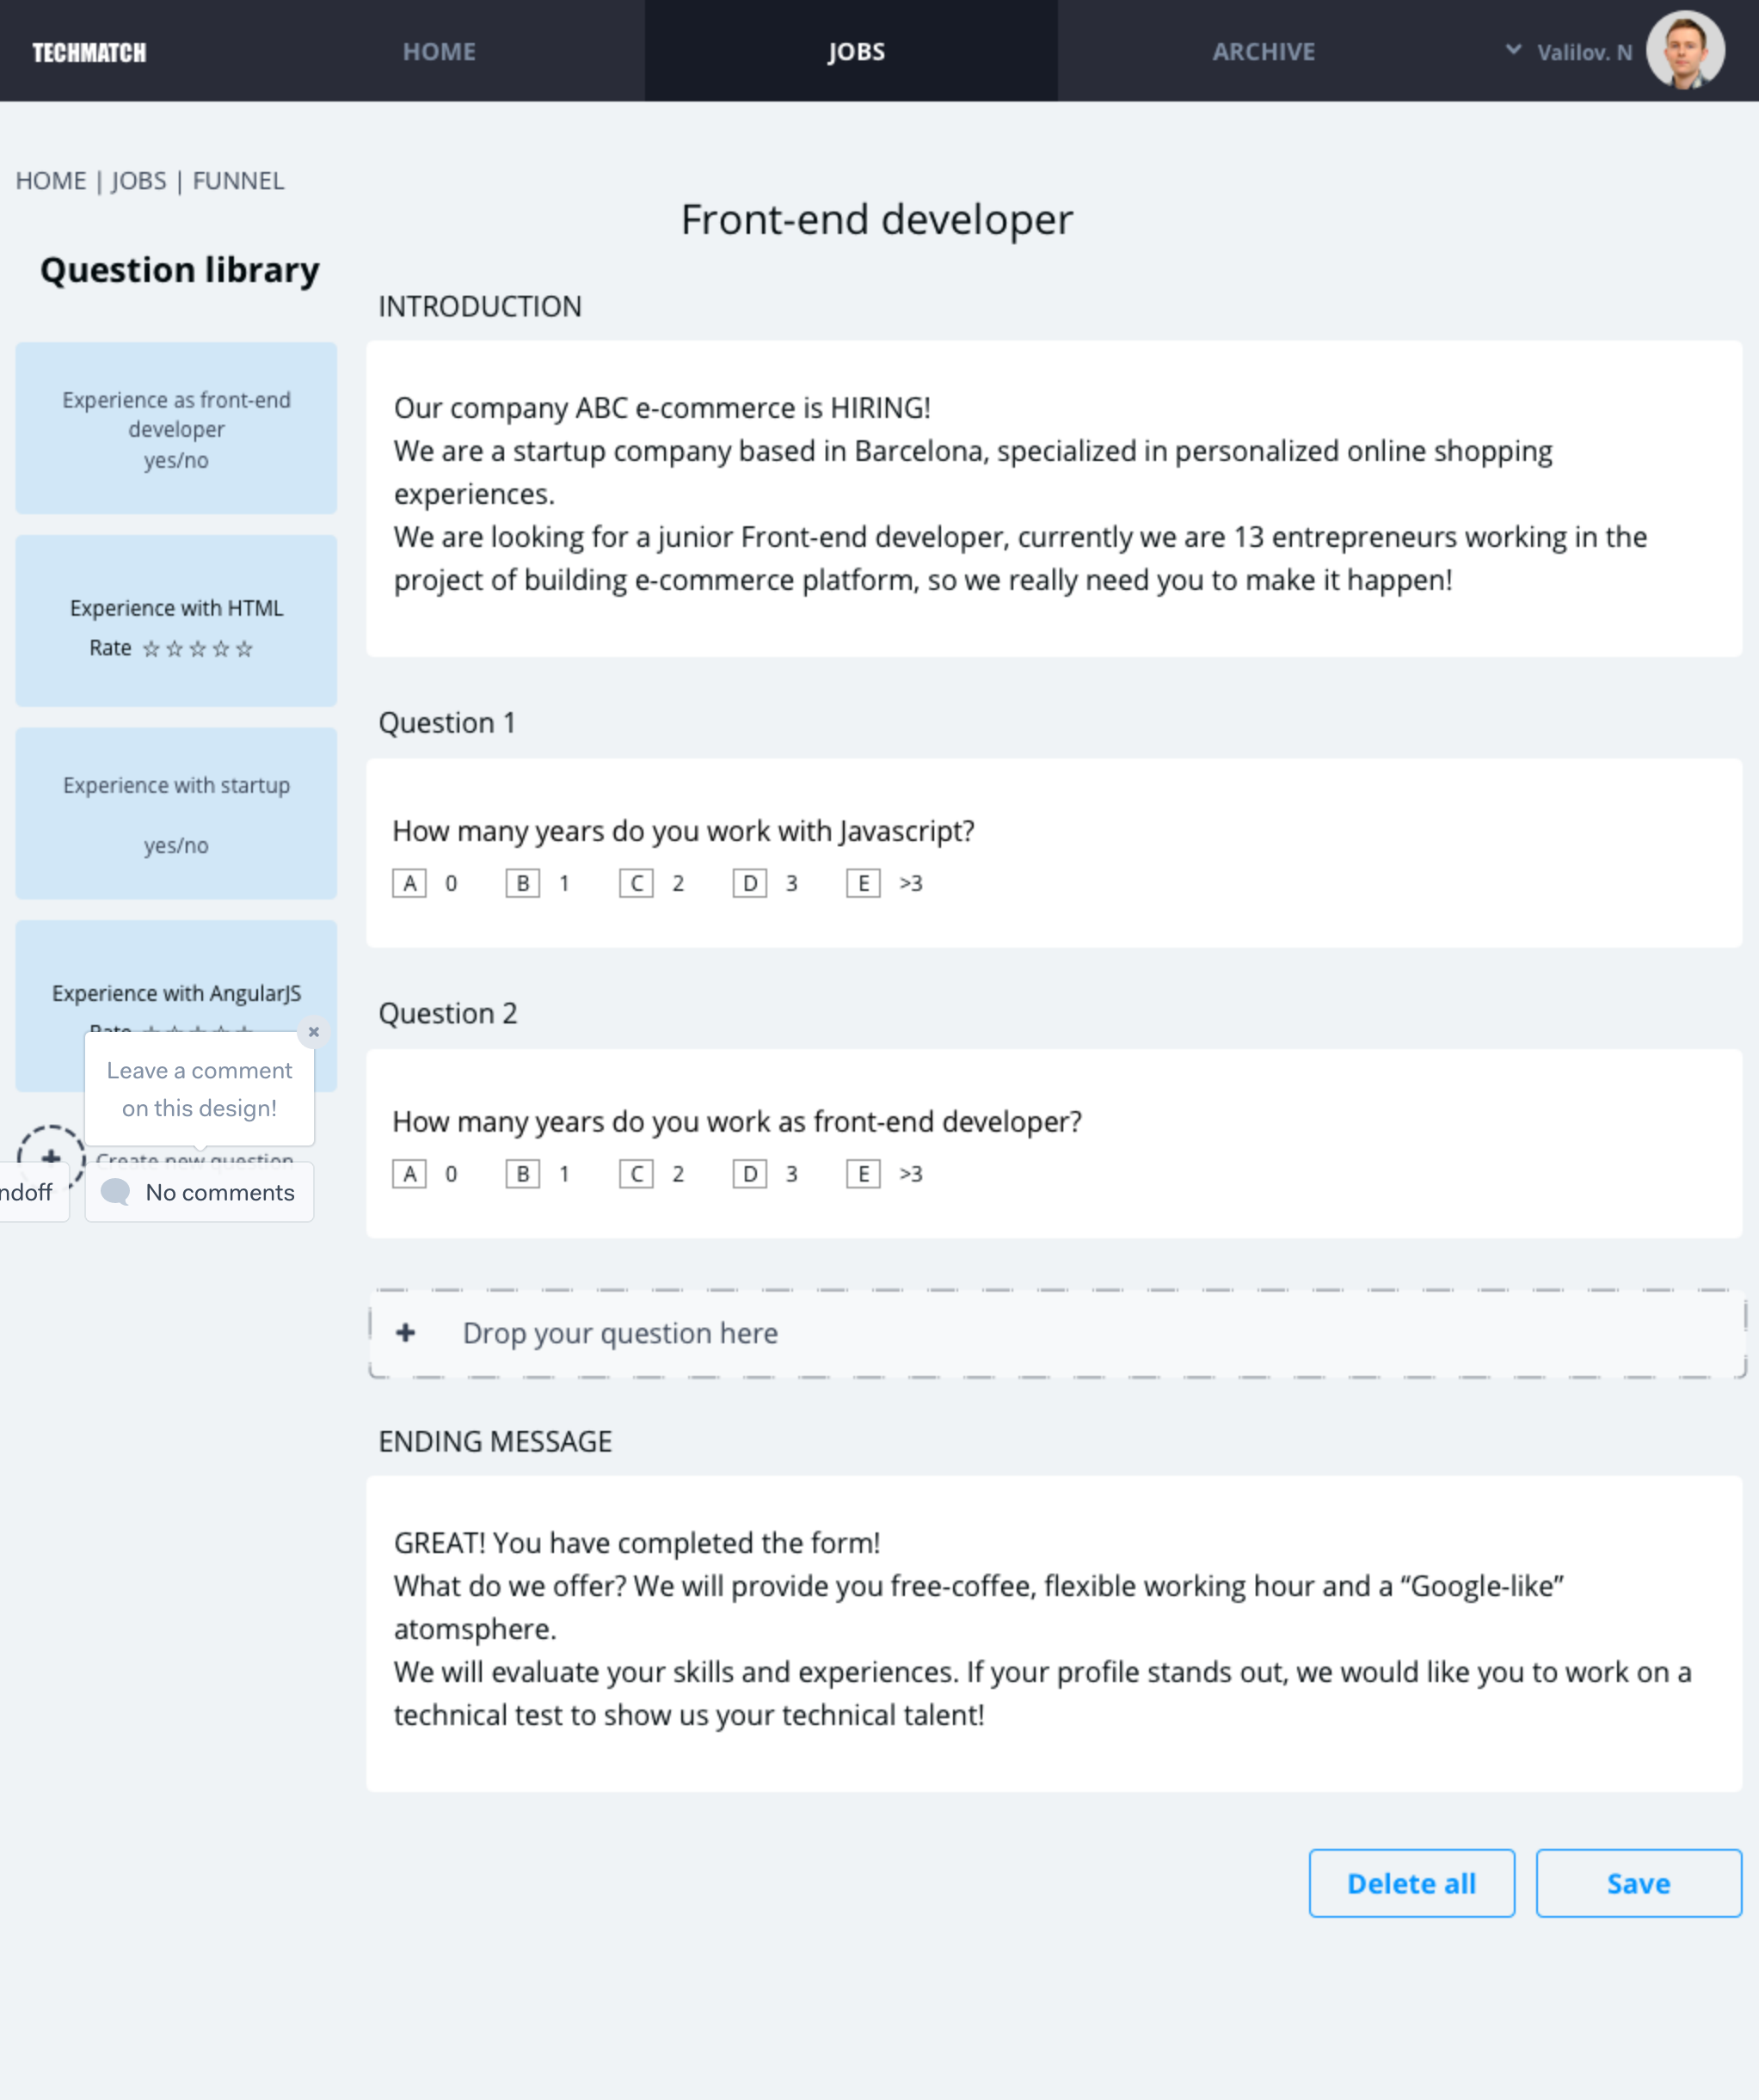 TECHMATCH
HOME
JOBS
ARCHIVE
Valilov. N
HOME | JOBS | FUNNEL
Front-end developer
Question library
Experience as front-end
developer
yes/no
Experience with HTML
Rate ☆☆☆☆☆
Experience with startup
yes/no
Experience with AngularJS
Rate ☆☆☆☆☆
Leave a comment
on this design!
Create new question
ndoff
No comments
INTRODUCTION
Our company ABC e-commerce is HIRING!
We are a startup company based in Barcelona, specialized in personalized online shopping
experiences.
We are looking for a junior Front-end developer, currently we are 13 entrepreneurs working in the
project of building e-commerce platform, so we really need you to make it happen!
Question 1
How many years do you work with Javascript?
A 0 B 1 C 2 D 3 E >3
Question 2
How many years do you work as front-end developer?
A 0 B 1 C 2 D 3 E >3
+ Drop your question here
ENDING MESSAGE
GREAT! You have completed the form!
What do we offer? We will provide you free-coffee, flexible working hour and a “Google-like”
atomsphere.
We will evaluate your skills and experiences. If your profile stands out, we would like you to work on a
technical test to show us your technical talent!
Delete all
Save